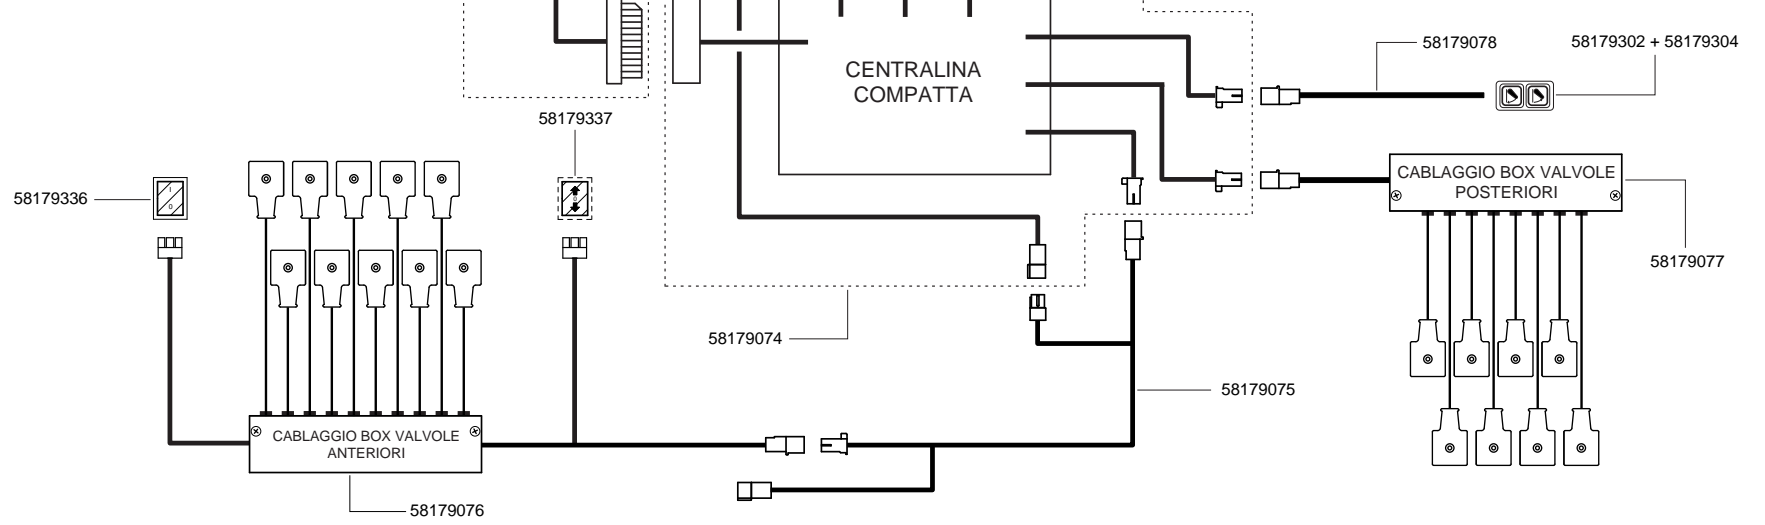 58179078
58179302 + 58179304
CENTRALINA
COMPATTA
58179337
58179336
I
0
CABLAGGIO BOX VALVOLE
POSTERIORI
58179077
58179074
58179075
CABLAGGIO BOX VALVOLE
ANTERIORI
58179076